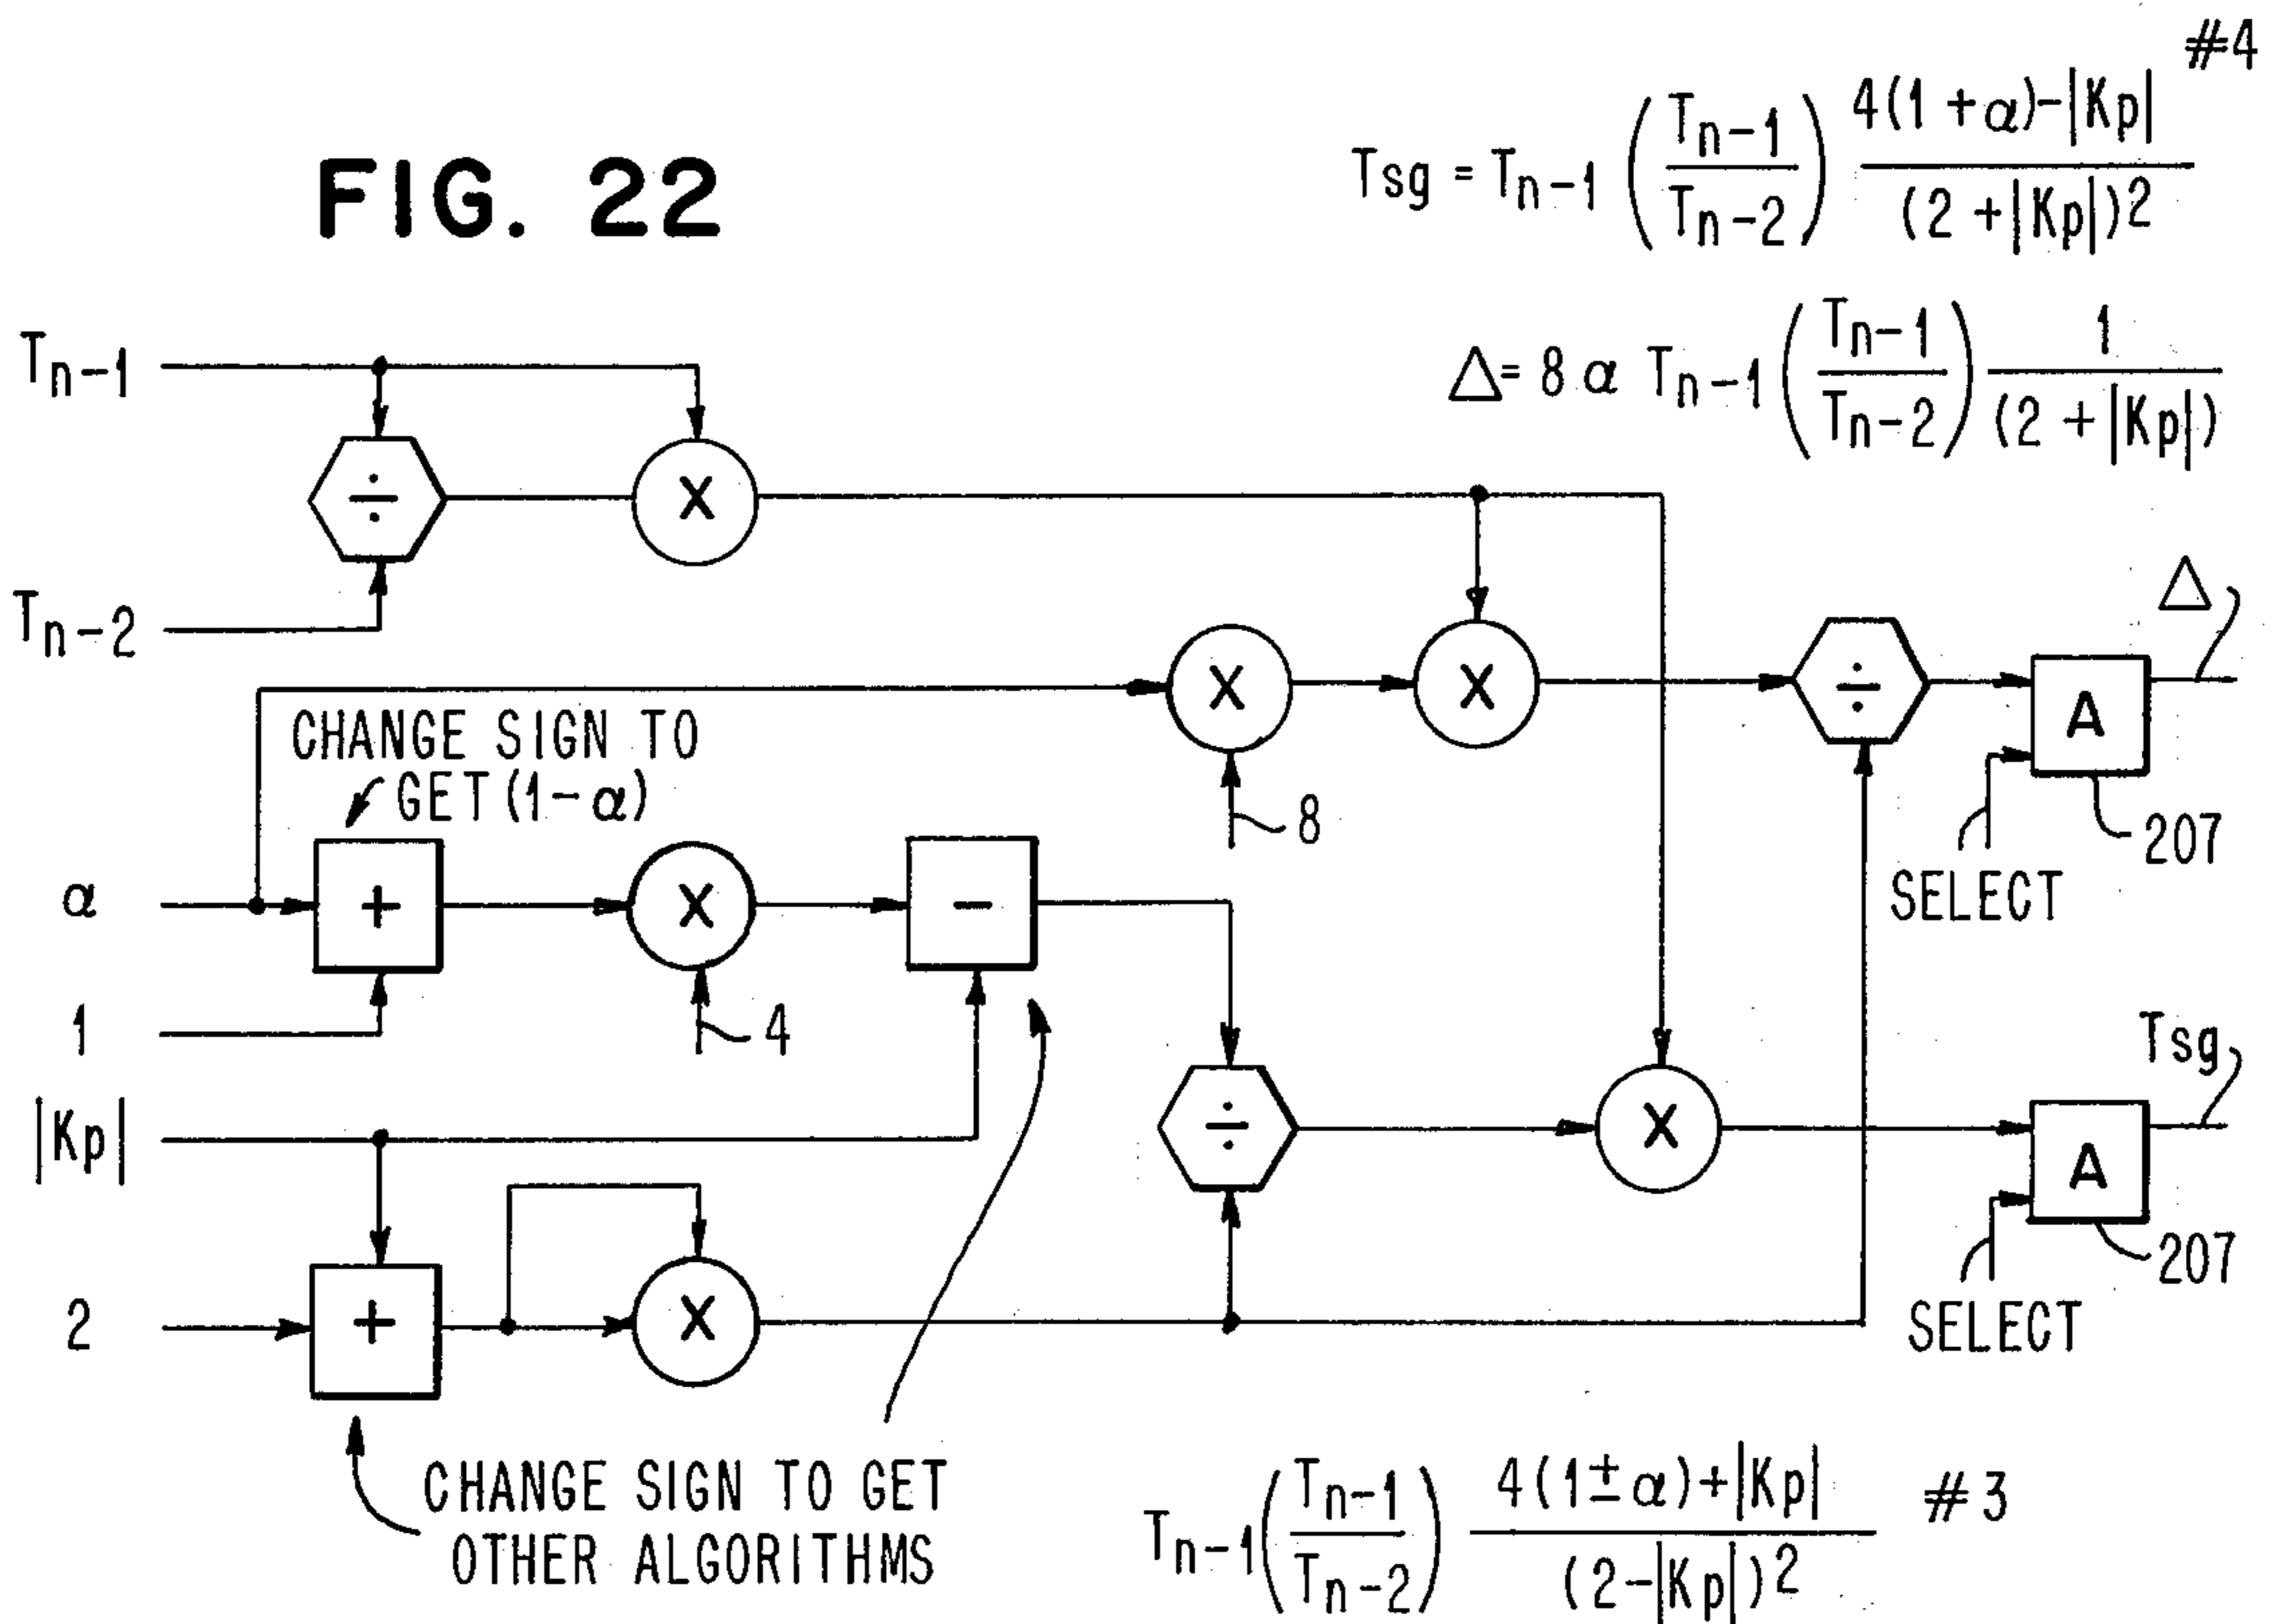 #4
FIG. 22
Tsg = Tn-1 (Tn-1 / Tn-2) 4(1 + α)-|Kp| / (2 + |Kp|)2
Δ= 8 α Tn-1 (Tn-1 / Tn-2) 1 / (2 + |Kp|)
Tn-1
÷
X
Tn-2
Δ
X
X
÷
A
CHANGE SIGN TO
GET (1-α)
8
207
SELECT
α
+
X
-
1
4
Tsg
|Kp|
÷
X
A
207
2
+
X
SELECT
CHANGE SIGN TO GET
OTHER ALGORITHMS
Tn-1 (Tn-1 / Tn-2) 4(1±α)+|Kp| / (2-|Kp|)2 #3